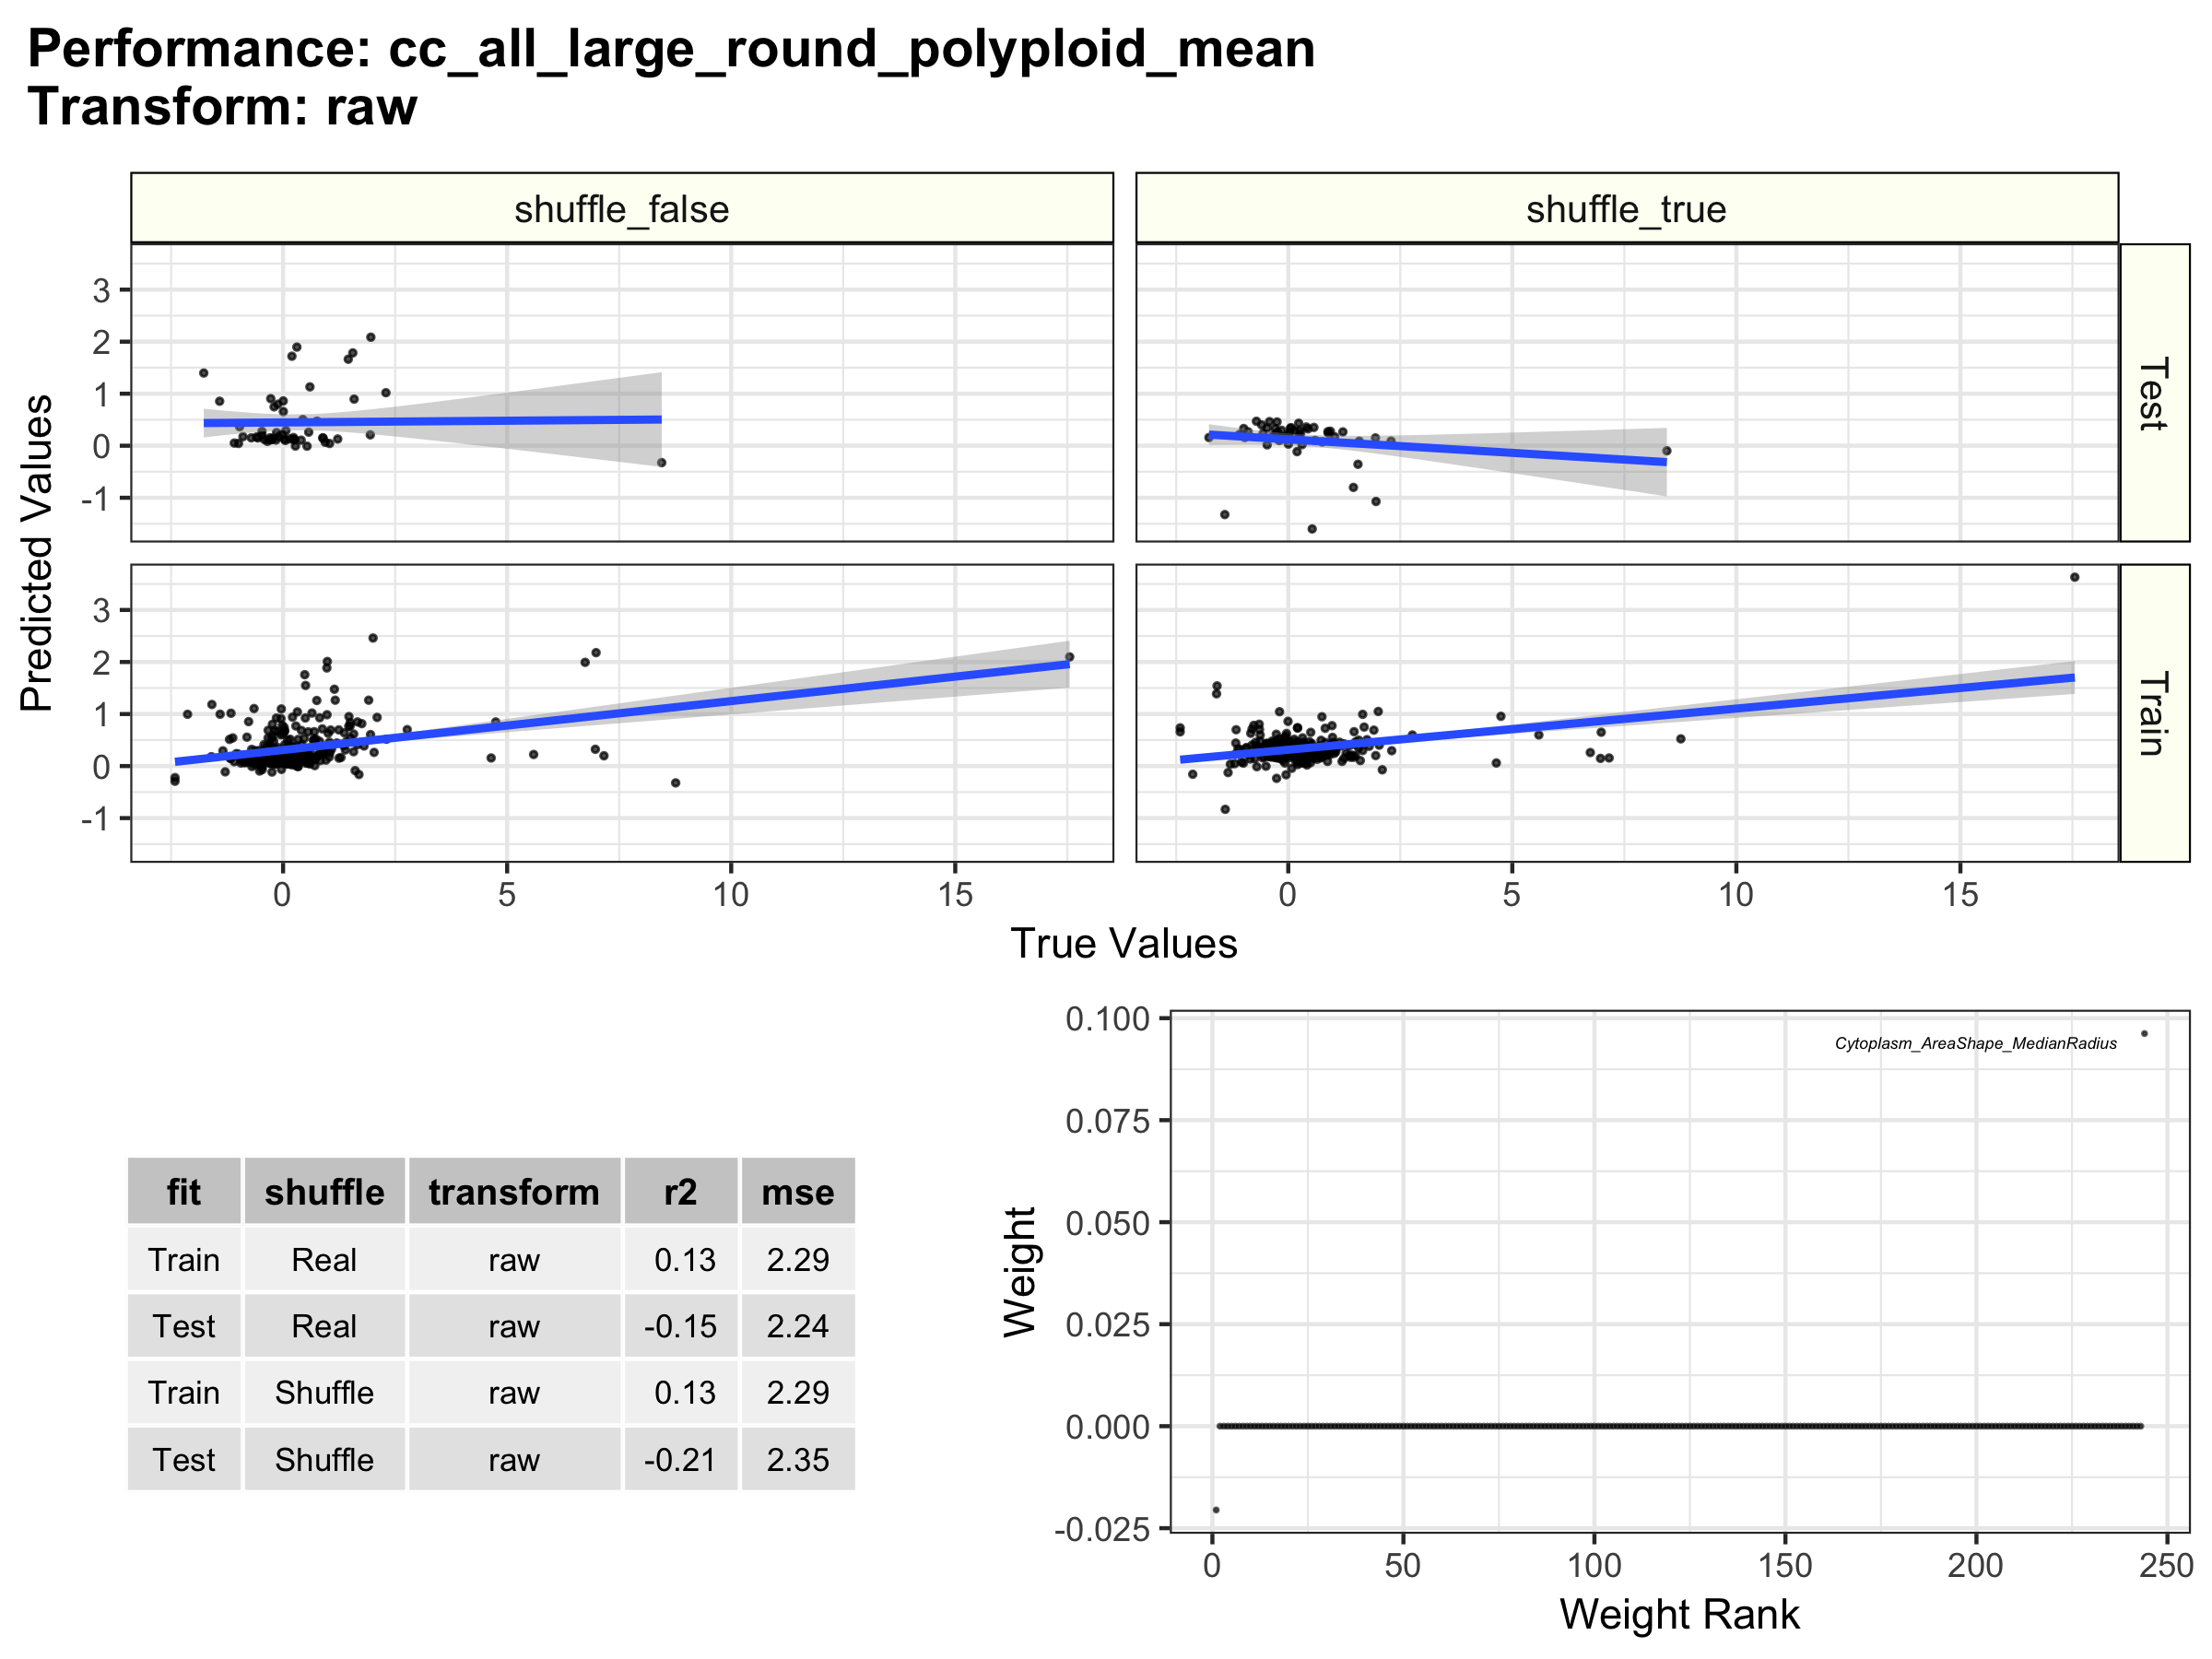 Performance: cc_all_large_round_polyploid_mean
Transform: raw
shuffle_false
shuffle_true
Predicted Values
3
2
1
0
-1
Test
3
2
1
0
-1
Train
0
5
10
15
0
5
10
15
True Values
fit shuffle transform r2 mse
Train Real raw 0.13 2.29
Test Real raw -0.15 2.24
Train Shuffle raw 0.13 2.29
Test Shuffle raw -0.21 2.35
Weight
0.100
0.075
0.050
0.025
0.000
-0.025
Cytoplasm_AreaShape_MedianRadius
0
50
100
150
200
250
Weight Rank